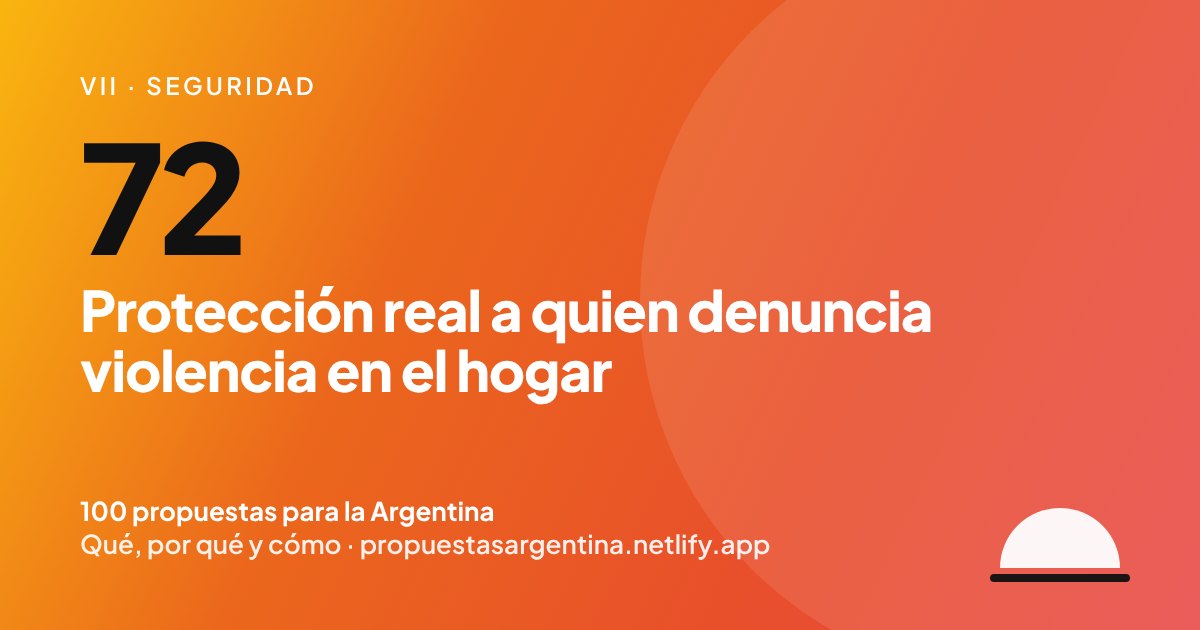 VII · SEGURIDAD
72
Protección real a quien denuncia
violencia en el hogar
100 propuestas para la Argentina
Qué, por qué y cómo · propuestasargentina.netlify.app